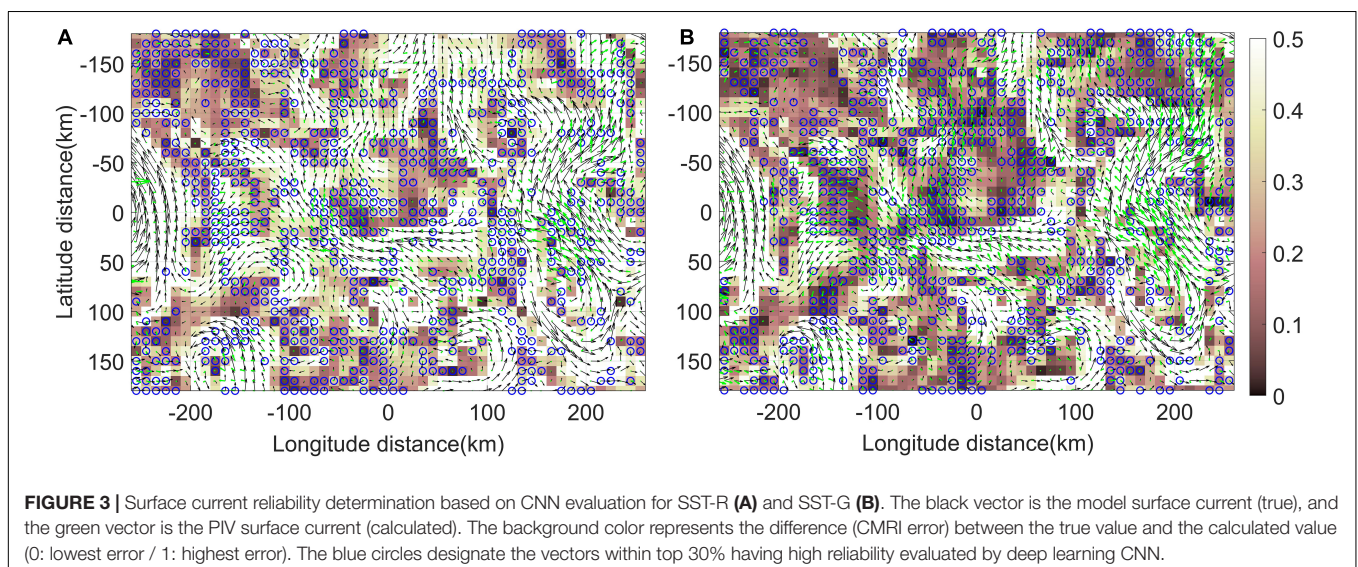 A
B
-150
-100
-50
0
50
100
150
Latitude distance(km)
-200 -100 0 100 200
Longitude distance(km)
-150
-100
-50
0
50
100
150
-200 -100 0 100 200
Longitude distance(km)
0.5
0.4
0.3
0.2
0.1
0
FIGURE 3 | Surface current reliability determination based on CNN evaluation for SST-R (A) and SST-G (B). The black vector is the model surface current (true), and
the green vector is the PIV surface current (calculated). The background color represents the difference (CMRI error) between the true value and the calculated value
(0: lowest error / 1: highest error). The blue circles designate the vectors within top 30% having high reliability evaluated by deep learning CNN.